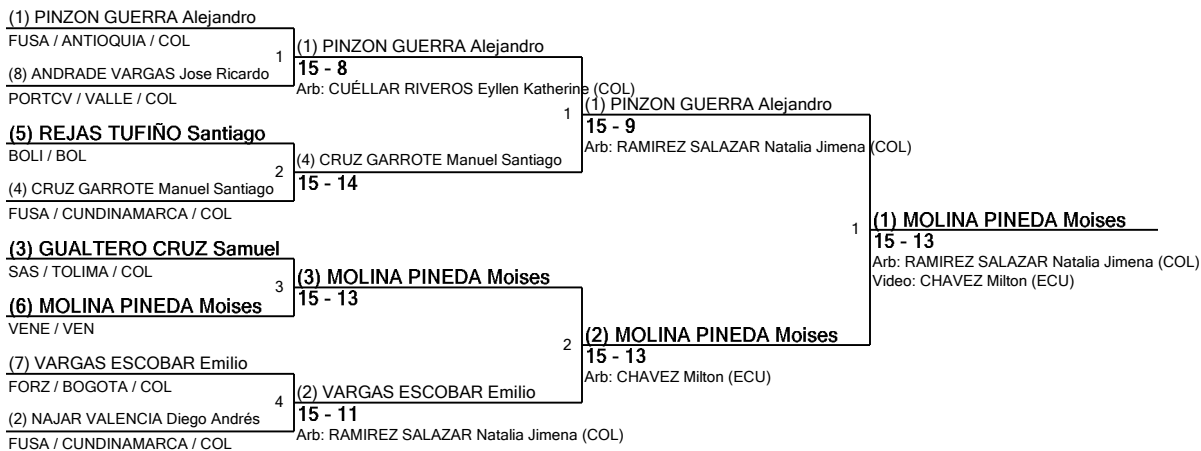 (1) PINZON GUERRA Alejandro
FUSA / ANTIOQUIA / COL
1
(8) ANDRADE VARGAS Jose Ricardo
PORTCV / VALLE / COL
(5) REJAS TUFIÑO Santiago
BOLI / BOL
2
(4) CRUZ GARROTE Manuel Santiago
FUSA / CUNDINAMARCA / COL
(3) GUALTERO CRUZ Samuel
SAS / TOLIMA / COL
3
(6) MOLINA PINEDA Moises
VENE / VEN
(7) VARGAS ESCOBAR Emilio
FORZ / BOGOTA / COL
4
(2) NAJAR VALENCIA Diego Andrés
FUSA / CUNDINAMARCA / COL
(1) PINZON GUERRA Alejandro
15 - 8
Arb: CUÉLLAR RIVEROS Eyllen Katherine (COL)
1
(4) CRUZ GARROTE Manuel Santiago
15 - 14
(3) MOLINA PINEDA Moises
15 - 13
2
(2) VARGAS ESCOBAR Emilio
15 - 11
Arb: RAMIREZ SALAZAR Natalia Jimena (COL)
(1) PINZON GUERRA Alejandro
15 - 9
Arb: RAMIREZ SALAZAR Natalia Jimena (COL)
1
(2) MOLINA PINEDA Moises
15 - 13
Arb: CHAVEZ Milton (ECU)
(1) MOLINA PINEDA Moises
15 - 13
Arb: RAMIREZ SALAZAR Natalia Jimena (COL)
Video: CHAVEZ Milton (ECU)